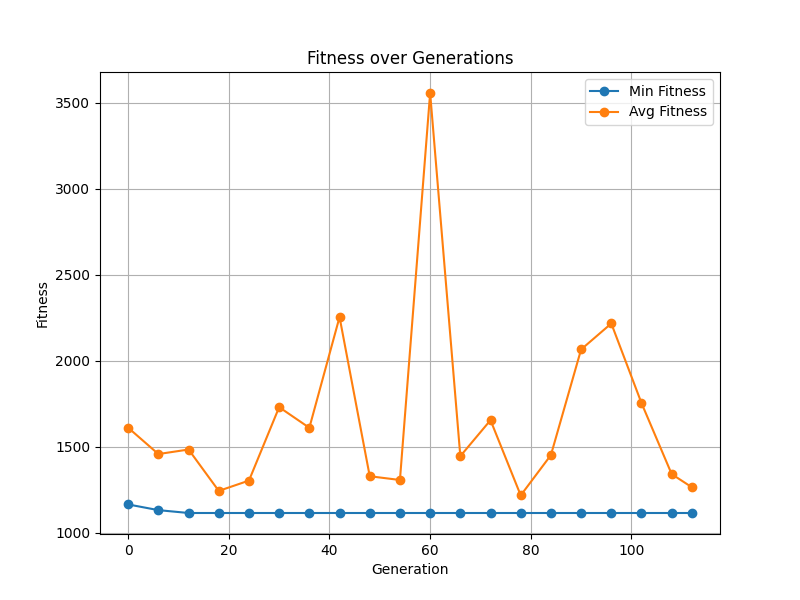 Fitness over Generations
Min Fitness
Avg Fitness
3500
3000
2500
2000
1500
1000
Fitness
0 20 40 60 80 100
Generation